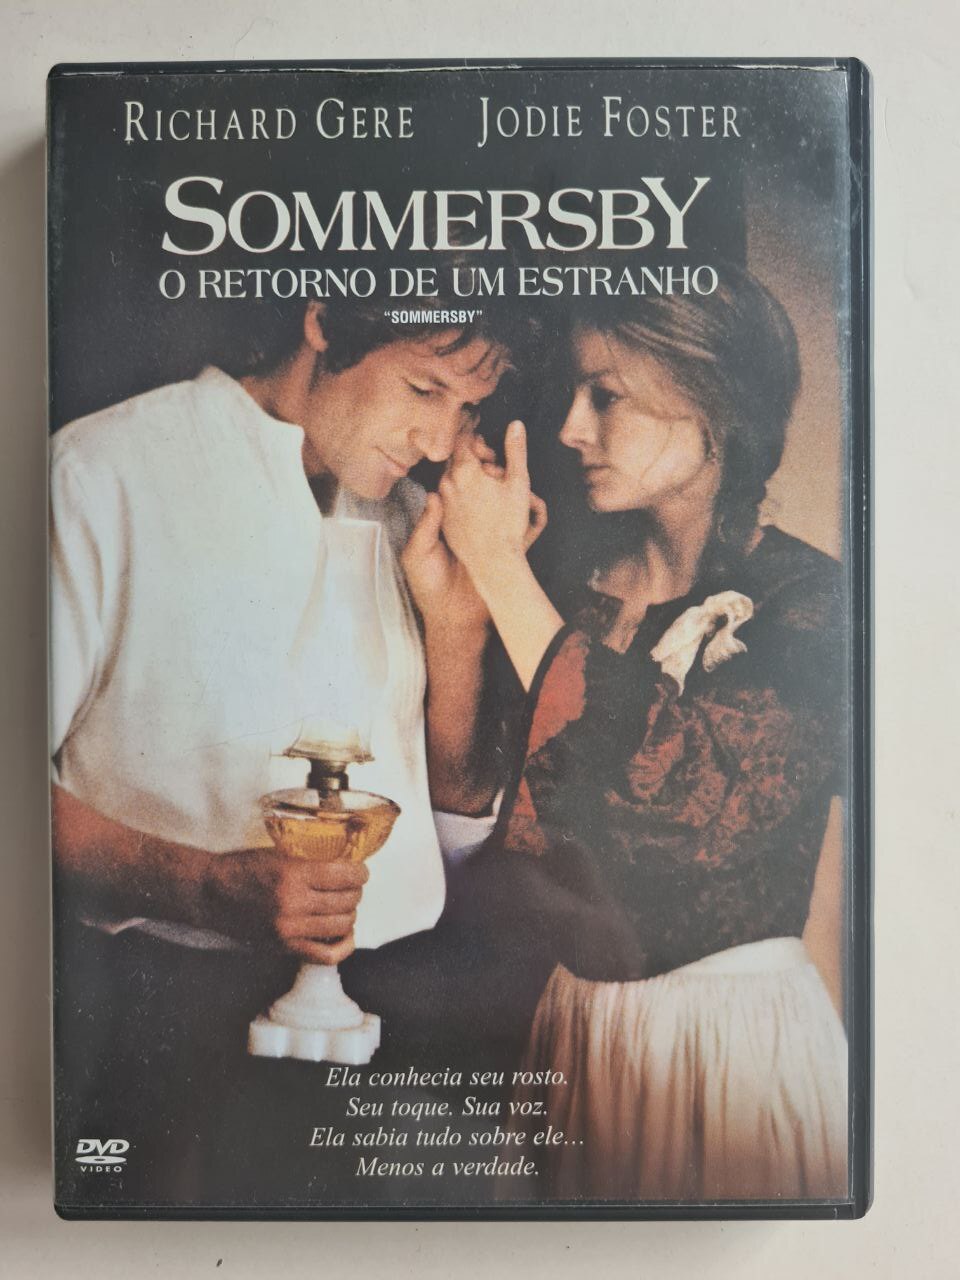 RICHARD GERE JODIE FOSTER
SOMMERSBY
O RETORNO DE UM ESTRANHO
"SOMMERSBY"
Ela conhecia seu rosto.
Seu toque. Sua voz.
Ela sabia tudo sobre ele...
Menos a verdade.
DVD
VIDEO